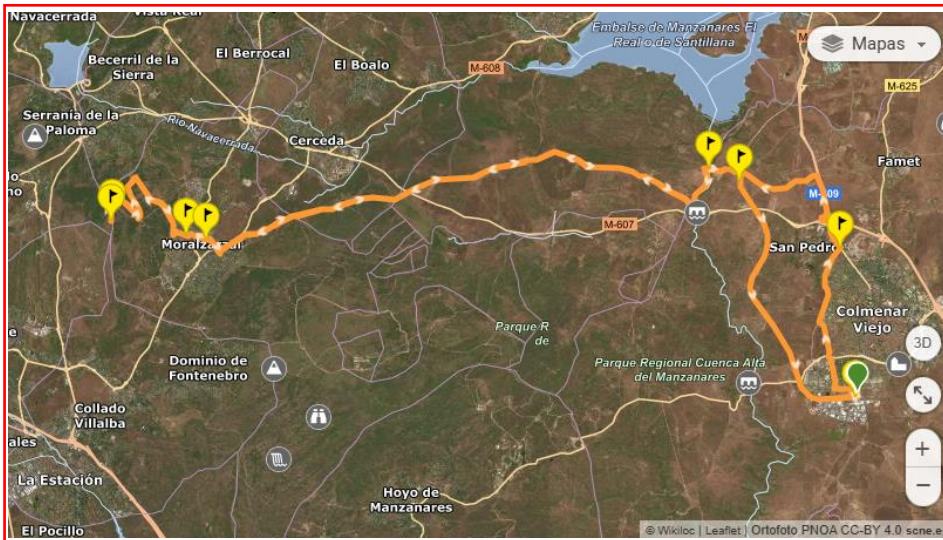 Navacerrada
Vista Real
Becerril de la
Sierra
El Berrocal
El Boalo
M-608
Embalse de Manzanares El
Real o de Santillana
Mapas
M-625
Serranía de la
Paloma
Río Navacerrada
Cerceda
Famet
M-609
M-607
San Pedro
Moralzarzal
Colmenar
Viejo
Parque R
de
3D
Dominio de
Fontenebro
Parque Regional Cuenca Alta
del Manzanares
Collado
Villalba
ales
La Estación
Hoyo de
Manzanares
El Pocillo
+
−
© Wikiloc | Leaflet | Ortofoto PNOA CC-BY 4.0 scne.e